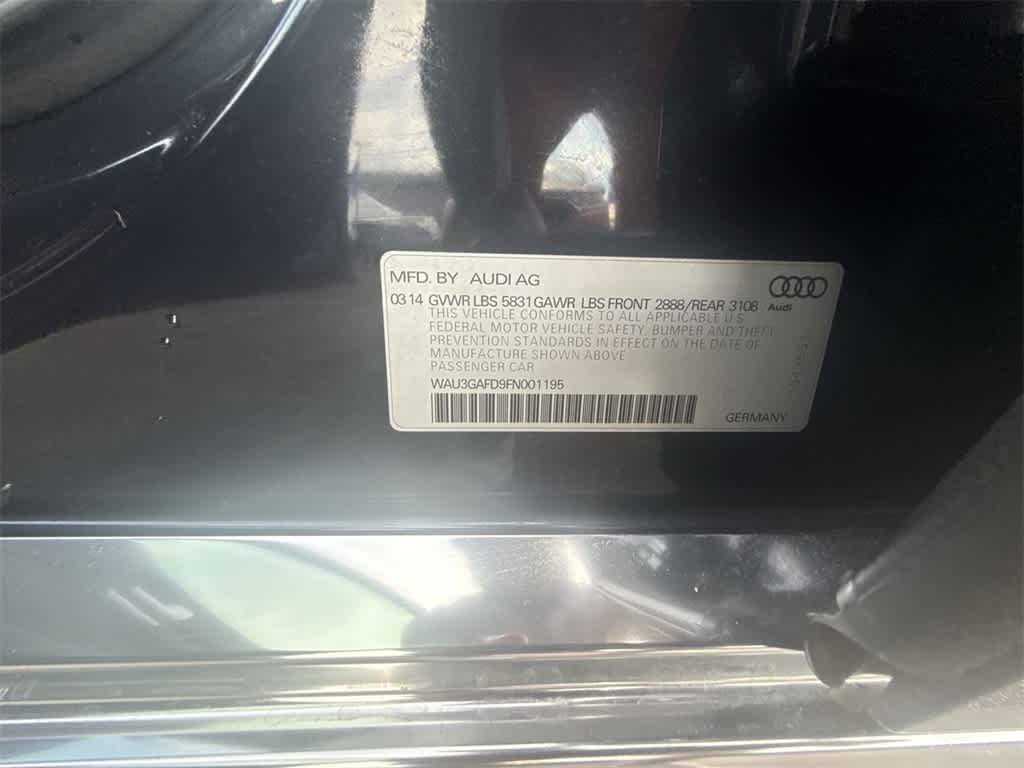 MFD. BY AUDI AG
0314 GVWR LBS 5831 GAWR LBS FRONT 2888/REAR 3108
Audi
THIS VEHICLE CONFORMS TO ALL APPLICABLE U.S.
FEDERAL MOTOR VEHICLE SAFETY, BUMPER AND THEFT
PREVENTION STANDARDS IN EFFECT ON THE DATE OF
MANUFACTURE SHOWN ABOVE
PASSENGER CAR
WAU3GAFD9FN001195
GERMANY